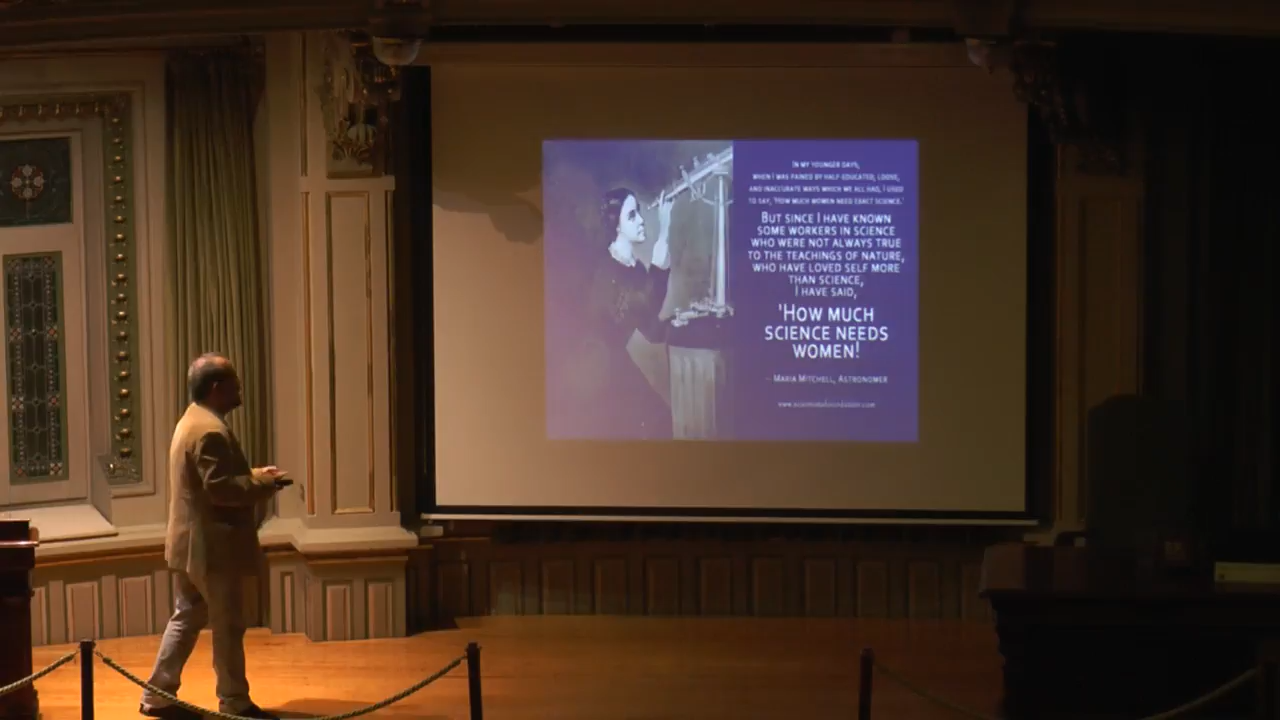 IN MY YOUNGER DAYS,
WHEN I WAS PAINED BY HALF-EDUCATED, LOOSE,
AND INACCURATE WAYS WHICH WE ALL HAD, I USED
TO SAY, 'HOW MUCH WOMEN NEED EXACT SCIENCE.'
BUT SINCE I HAVE KNOWN
SOME WORKERS IN SCIENCE
WHO WERE NOT ALWAYS TRUE
TO THE TEACHINGS OF NATURE,
WHO HAVE LOVED SELF MORE
THAN SCIENCE,
I HAVE SAID,
'HOW MUCH
SCIENCE NEEDS
WOMEN!
- MARIA MITCHELL, ASTRONOMER